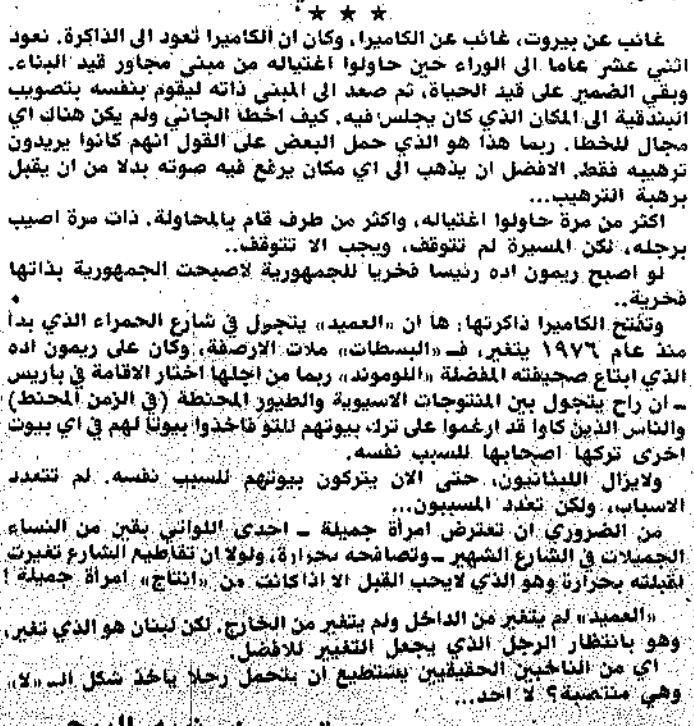 ★ ★ ★
غائب عن بيروت، غائب عن الكاميرا، وكان ان الكاميرا تعود الى الذاكرة. نعود
اثني عشر عاما الى الوراء حين حاولوا اغتياله من مبنى مجاور قيد البناء.
وبقي الضمير على قيد الحياة، ثم صعد الى المبنى ذاته ليقوم بنفسه بتصويب
البندقية الى المكان الذي كان يجلس فيه. كيف اخطا الجاني ولم يكن هناك اي
مجال للخطا. ربما هذا هو الذي حمل البعض على القول انهم كانوا يريدون
ترهيبه فقط. الافضل ان يذهب الى اي مكان يرفع فيه صوته بدلا من ان يقبل
برهبة الترهيب...
اكثر من مرة حاولوا اغتياله، واكثر من طرف قام بالمحاولة. ذات مرة اصيب
برجله، لكن المسيرة لم تتوقف، ويجب الا تتوقف..
لو اصبح ريمون اده رئيسا فخريا للجمهورية لاصبحت الجمهورية بذاتها
فخرية..
وتفتح الكاميرا ذاكرتها: ها ان «العميد» يتجول في شارع الحمراء الذي بدا
منذ عام ١٩٧٦ يتغير، فـ«البسطات» ملات الارصفة، وكان على ريمون اده
الذي ابتاع صحيفته المفضلة «اللوموند» ربما من اجلها اختار الاقامة في باريس
ـ ان راح يتجول بين المنتوجات الاسيوية والطيور المحنطة (في الزمن المحنط)
والناس الذين كاوا قد ارغموا على ترك بيوتهم للتو فاخذوا بيوتا لهم في اي بيوت
اخرى تركها اصحابها للسبب نفسه.
ولايزال اللبنانيون، حتى الان يتركون بيوتهم للسبب نفسه. لم تتعدد
الاسباب، ولكن تعدد المسببون...
من الضروري ان تعترض امرأة جميلة ـ احدى اللواتي بقين من النساء
الجميلات في الشارع الشهير ـ وتصافحه بحرارة، ولولا ان تقاطيع الشارع تغيرت
لقبلته بحرارة وهو الذي لايحب القبل الا اذا كانت من «انتاج» امرأة جميلة !
«العميد» لم يتغير من الداخل ولم يتغير من الخارج. لكن لبنان هو الذي تغير،
وهو بانتظار الرجل الذي يجعل التغيير للافضل.
اي من الناخبين الحقيقيين يستطيع ان يتحمل رجلا ياخذ شكل الـ «لا»
وهي منتصبة؟ لا احد...